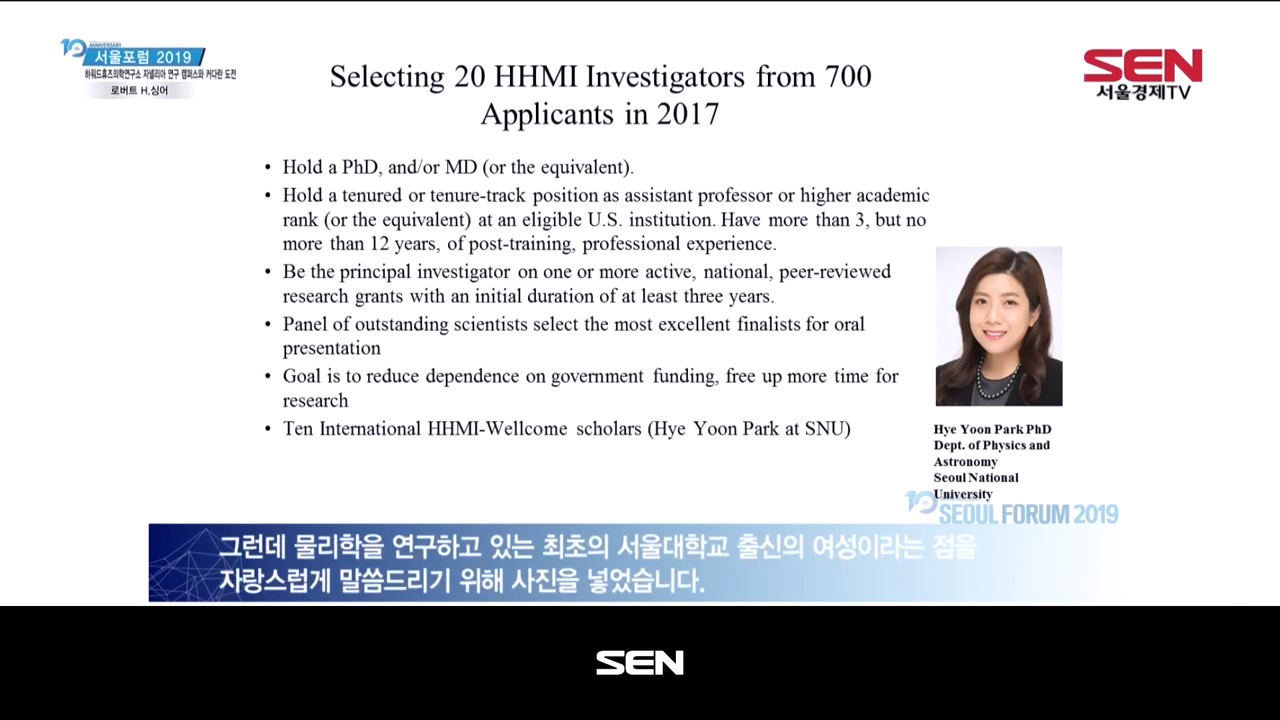 10 ANNIVERSARY
서울포럼 2019
하워드휴즈의학연구소 자넬리아 연구 캠퍼스와 커다란 도전
로버트 H.싱어
SEN
서울경제TV
Selecting 20 HHMI Investigators from 700
Applicants in 2017
• Hold a PhD, and/or MD (or the equivalent).
• Hold a tenured or tenure-track position as assistant professor or higher academic
rank (or the equivalent) at an eligible U.S. institution. Have more than 3, but no
more than 12 years, of post-training, professional experience.
• Be the principal investigator on one or more active, national, peer-reviewed
research grants with an initial duration of at least three years.
• Panel of outstanding scientists select the most excellent finalists for oral
presentation
• Goal is to reduce dependence on government funding, free up more time for
research
• Ten International HHMI-Wellcome scholars (Hye Yoon Park at SNU)
Hye Yoon Park PhD
Dept. of Physics and
Astronomy
Seoul National
University
10
SEOUL FORUM 2019
그런데 물리학을 연구하고 있는 최초의 서울대학교 출신의 여성이라는 점을
자랑스럽게 말씀드리기 위해 사진을 넣었습니다.
SEN